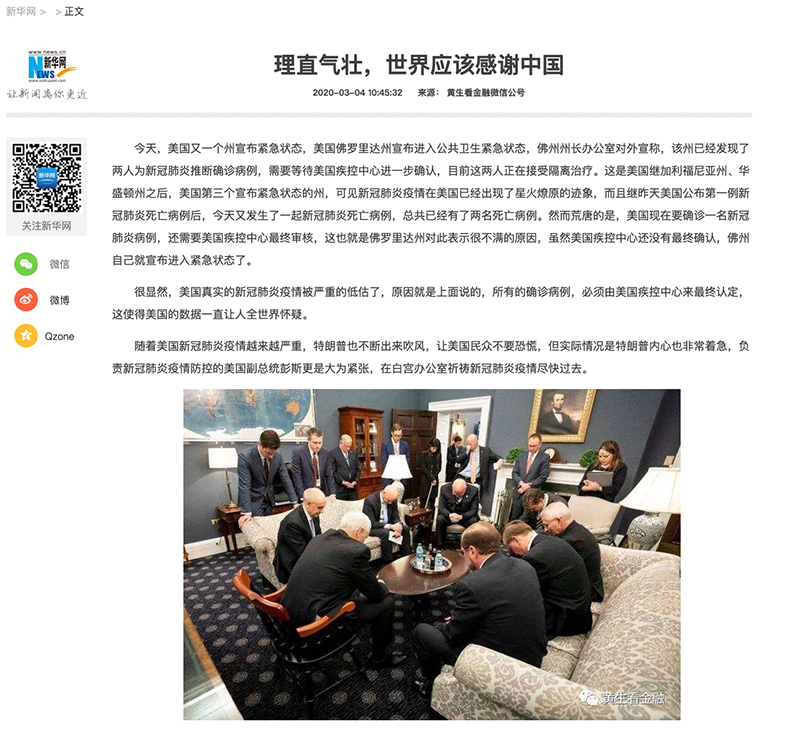 新华网 > > 正文
www.news.cn
新华网
NEWS
www.xinhuanet.com
让新闻离你更近
理直气壮，世界应该感谢中国
2020-03-04 10:45:32 来源： 黄生看金融微信公号
新华网
关注新华网
微信
微博
Qzone
今天，美国又一个州宣布紧急状态，美国佛罗里达州宣布进入公共卫生紧急状态，佛州州长办公室对外宣称，该州已经发现了
两人为新冠肺炎推断确诊病例，需要等待美国疾控中心进一步确认，目前这两人正在接受隔离治疗。这是美国继加利福尼亚州、华
盛顿州之后，美国第三个宣布紧急状态的州，可见新冠肺炎疫情在美国已经出现了星火燎原的迹象，而且继昨天美国公布第一例新
冠肺炎死亡病例后，今天又发生了一起新冠肺炎死亡病例，总共已经有了两名死亡病例。然而荒唐的是，美国现在要确诊一名新冠
肺炎病例，还需要美国疾控中心最终审核，这也就是佛罗里达州对此表示很不满的原因，虽然美国疾控中心还没有最终确认，佛州
自己就宣布进入紧急状态了。
很显然，美国真实的新冠肺炎疫情被严重的低估了，原因就是上面说的，所有的确诊病例，必须由美国疾控中心来最终认定，
这使得美国的数据一直让人全世界怀疑。
随着美国新冠肺炎疫情越来越严重，特朗普也不断出来吹风，让美国民众不要恐慌，但实际情况是特朗普内心也非常着急，负
责新冠肺炎疫情防控的美国副总统彭斯更是大为紧张，在白宫办公室祈祷新冠肺炎疫情尽快过去。
黄生看金融